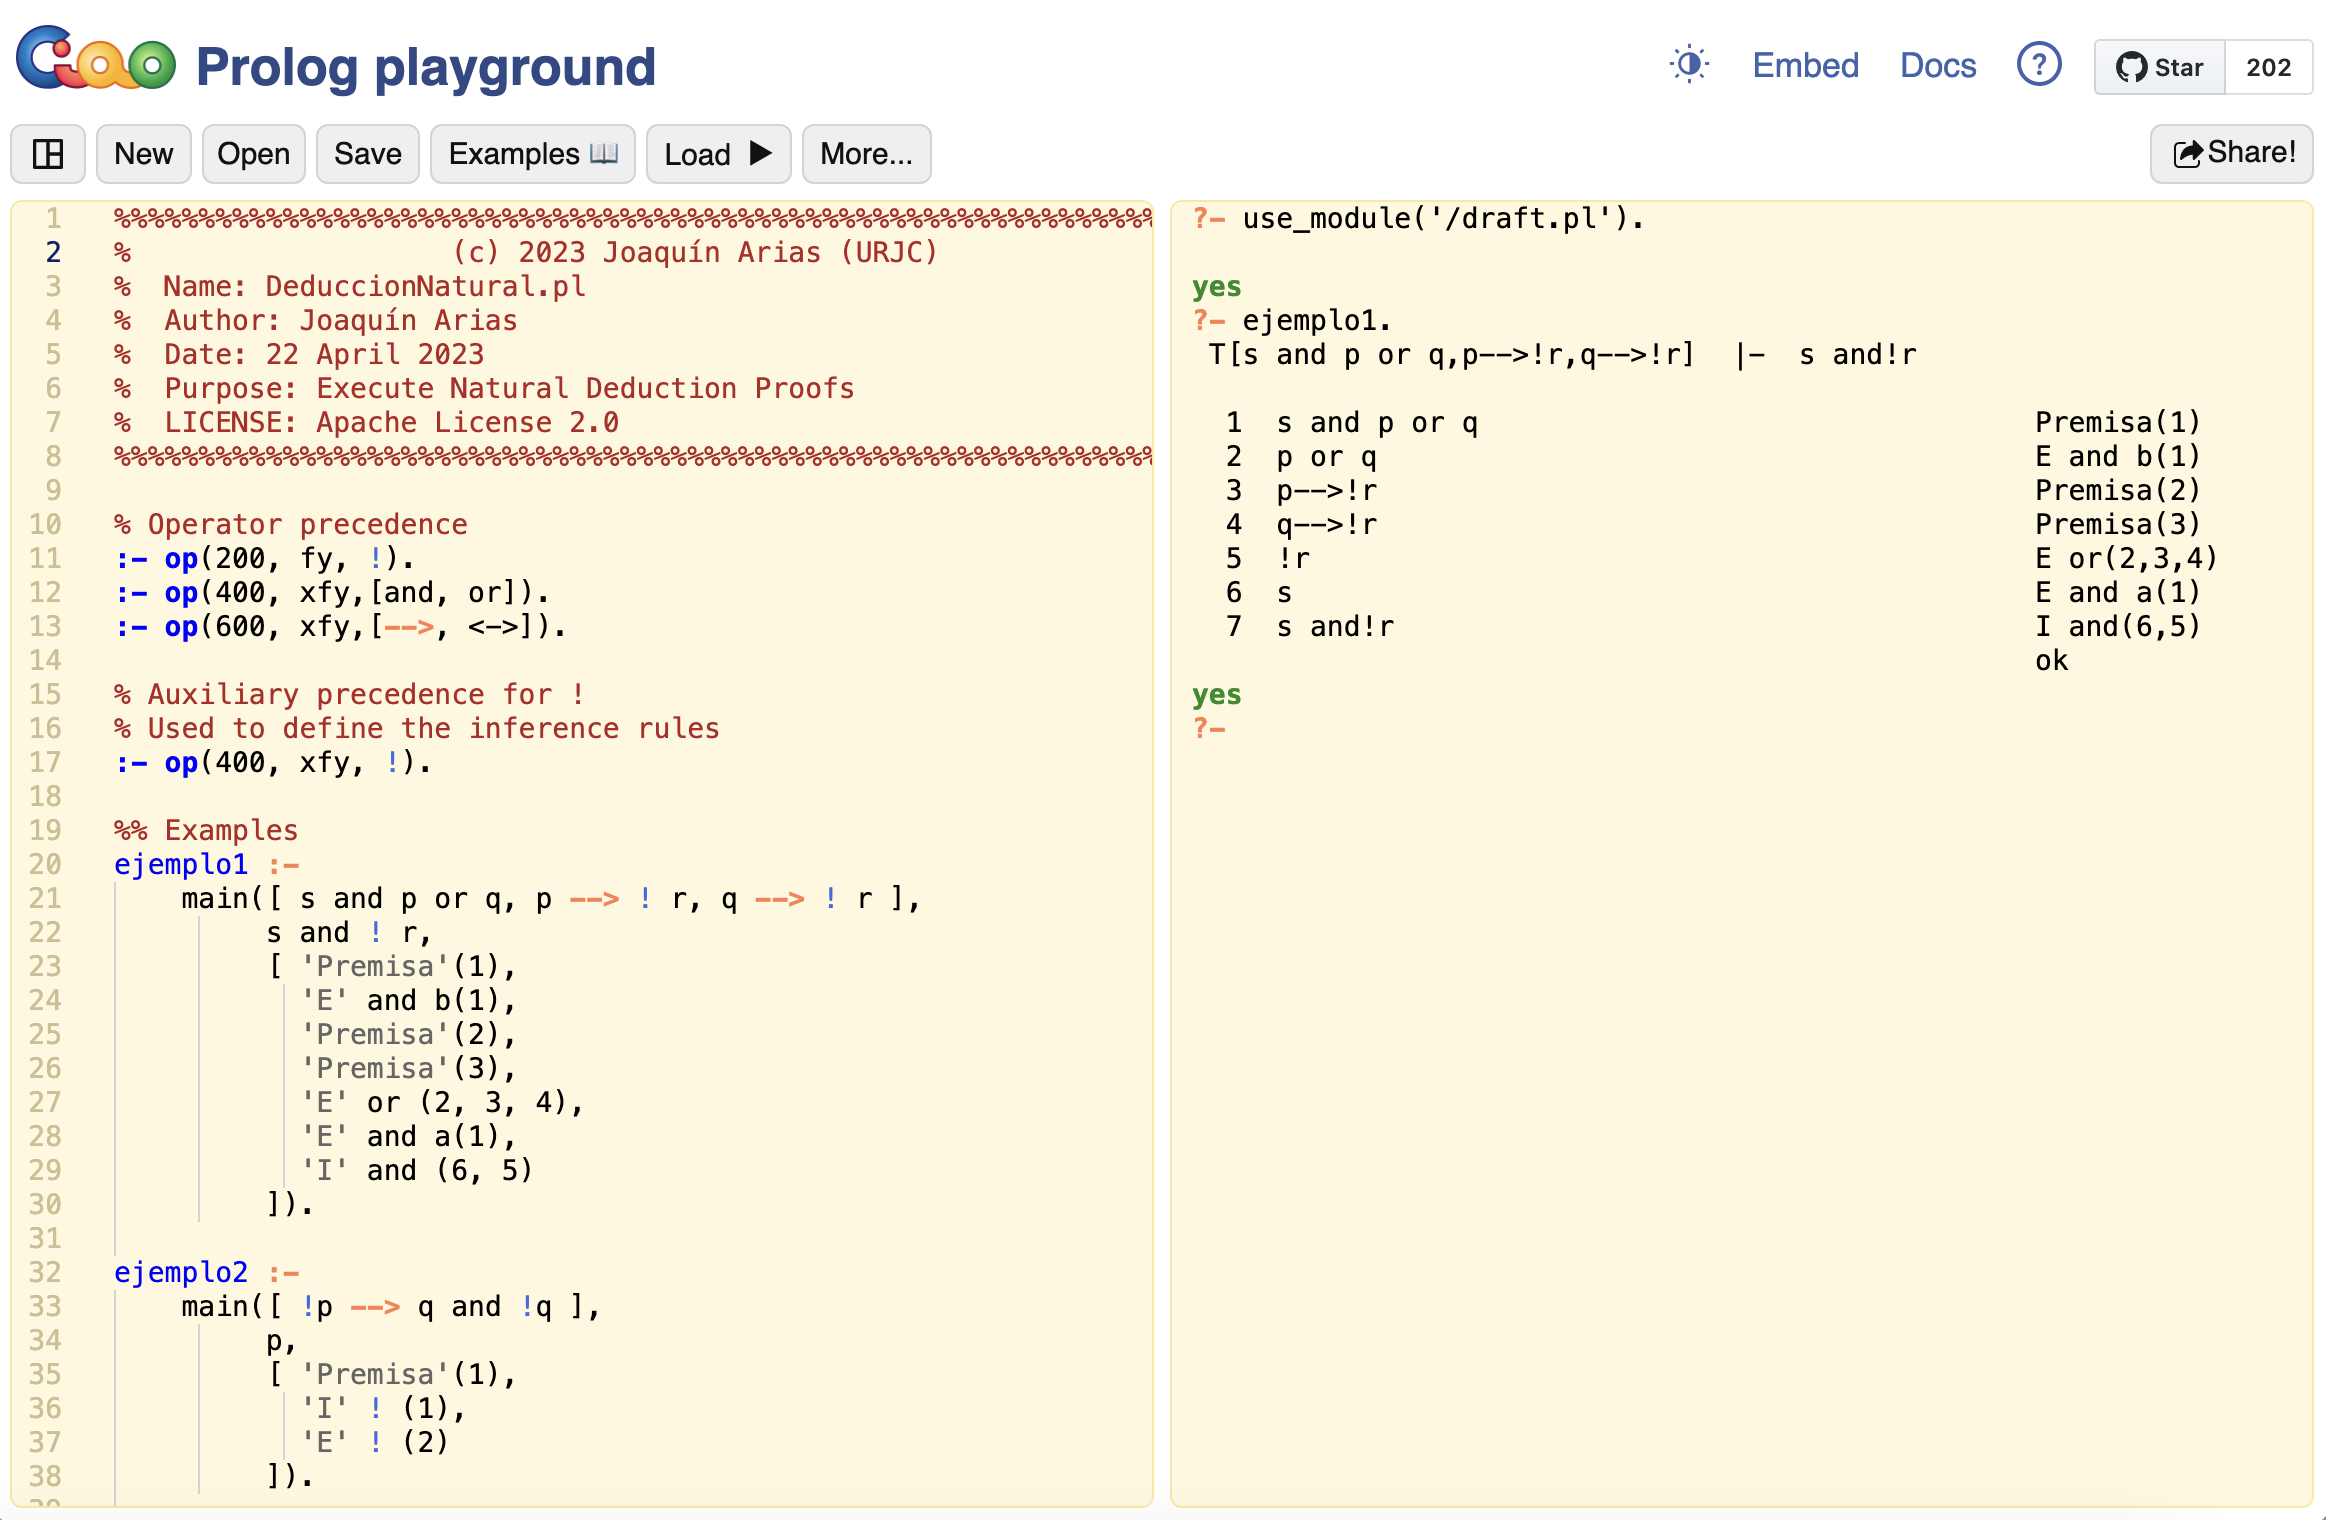 Ciao Prolog playground
Embed Docs ? Star 202
New Open Save Examples Load More... Share!
1 %%%%%%%%%%%%%%%%%%%%%%%%%%%%%%%%%%%%%%%%%%%%%%%%%%%%%%%%%%%%%%
2 % (c) 2023 Joaquín Arias (URJC)
3 % Name: DeduccionNatural.pl
4 % Author: Joaquín Arias
5 % Date: 22 April 2023
6 % Purpose: Execute Natural Deduction Proofs
7 % LICENSE: Apache License 2.0
8 %%%%%%%%%%%%%%%%%%%%%%%%%%%%%%%%%%%%%%%%%%%%%%%%%%%%%%%%%%%%%%
9
10 % Operator precedence
11 :- op(200, fy, !).
12 :- op(400, xfy,[and, or]).
13 :- op(600, xfy,[-->, <->]).
14
15 % Auxiliary precedence for !
16 % Used to define the inference rules
17 :- op(400, xfy, !).
18
19 %% Examples
20 ejemplo1 :-
21 main([ s and p or q, p --> ! r, q --> ! r ],
22 s and ! r,
23 [ 'Premisa'(1),
24 'E' and b(1),
25 'Premisa'(2),
26 'Premisa'(3),
27 'E' or (2, 3, 4),
28 'E' and a(1),
29 'I' and (6, 5)
30 ]).
31
32 ejemplo2 :-
33 main([ !p --> q and !q ],
34 p,
35 [ 'Premisa'(1),
36 'I' ! (1),
37 'E' ! (2)
38 ]).
39
?- use_module('/draft.pl').
yes
?- ejemplo1.
T[s and p or q,p-->!r,q-->!r] |- s and!r
1 s and p or q Premisa(1)
2 p or q E and b(1)
3 p-->!r Premisa(2)
4 q-->!r Premisa(3)
5 !r E or(2,3,4)
6 s E and a(1)
7 s and!r I and(6,5)
ok
yes
?-